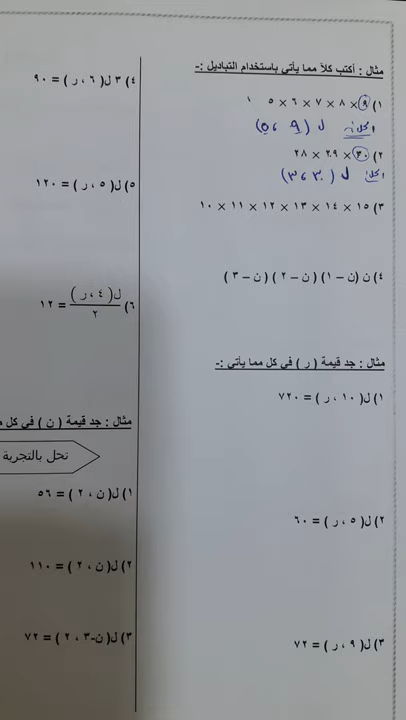 مثال : أكتب كلاً مما يأتي بإستخدام التباديل :-
١) ٩ × ٨ × ٧ × ٦ × ٥
الحل: ل (٩ ، ٥)
٢) ٣٠ × ٢٩ × ٢٨
الحل: ل (٣٠ ، ٣)
٣) ١٥ × ١٤ × ١٣ × ١٢ × ١١ × ١٠
٤) ن (ن – ١) (ن – ٢) (ن – ٣)
مثال : جد قيمة ( ر ) في كل مما يأتي :-
١) ل( ١٠ ، ر ) = ٧٢٠
٢) ل( ٥ ، ر ) = ٦٠
٣) ل( ٩ ، ر ) = ٧٢
٤) ٣ ل( ٦ ، ر ) = ٩٠
٥) ل( ٥ ، ر ) = ١٢٠
٦) ل( ٤ ، ر ) / ٢ = ١٢
مثال : جد قيمة ( ن ) في كل
تحل بالتجربة
١) ل( ن ، ٢ ) = ٥٦
٢) ل( ن ، ٢ ) = ١١٠
٣) ل( ن-٣ ، ٢ ) = ٧٢